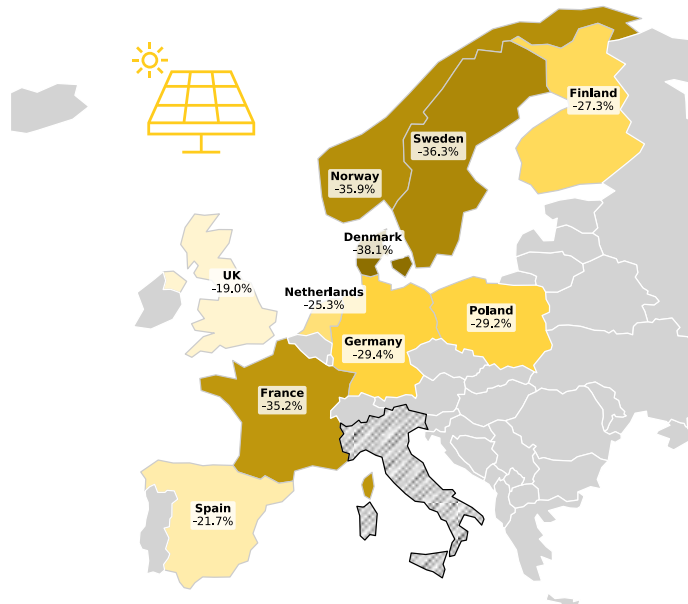 Finland
-27.3%
Sweden
-36.3%
Norway
-35.9%
Denmark
-38.1%
UK
-19.0%
Netherlands
-25.3%
Poland
-29.2%
Germany
-29.4%
France
-35.2%
Spain
-21.7%